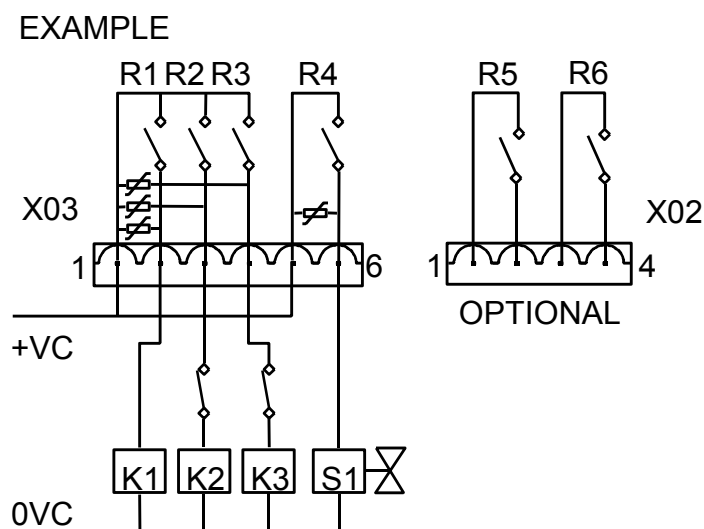 EXAMPLE
R1 R2 R3 R4 R5 R6
X03 X02
1 6 1 4
OPTIONAL
+VC
K1 K2 K3 S1
0VC